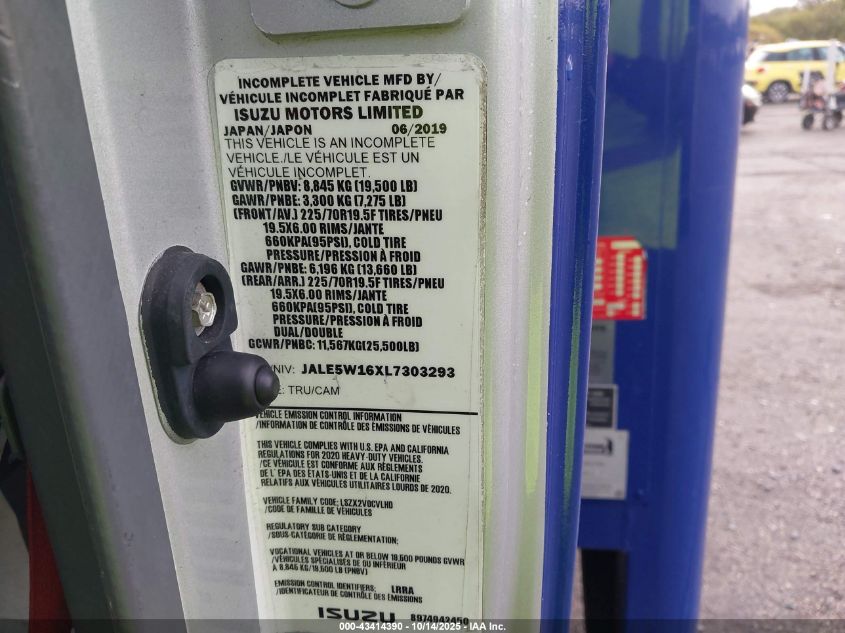 INCOMPLETE VEHICLE MFD BY/
VÉHICULE INCOMPLET FABRIQUÉ PAR
ISUZU MOTORS LIMITED
JAPAN/JAPON 06/2019
THIS VEHICLE IS AN INCOMPLETE
VEHICLE./LE VÉHICULE EST UN
VÉHICULE INCOMPLET.
GVWR/PNBV: 8,845 KG (19,500 LB)
GAWR/PNBE: 3,300 KG (7,275 LB)
(FRONT/AV.) 225/70R19.5F TIRES/PNEU
19.5X6.00 RIMS/JANTE
660KPA(95PSI), COLD TIRE
PRESSURE/PRESSION À FROID
GAWR/PNBE: 6,196 KG (13,660 LB)
(REAR/ARR.) 225/70R19.5F TIRES/PNEU
19.5X6.00 RIMS/JANTE
660KPA(95PSI), COLD TIRE
PRESSURE/PRESSION À FROID
DUAL/DOUBLE
GCWR/PNBC: 11,567KG(25,500LB)
/NIV: JALE5W16XL7303293
E: TRU/CAM
VEHICLE EMISSION CONTROL INFORMATION
/INFORMATION DE CONTRÔLE DES ÉMISSIONS DE VÉHICULES
THIS VEHICLE COMPLIES WITH U.S. EPA AND CALIFORNIA
REGULATIONS FOR 2020 HEAVY-DUTY VEHICLES.
/CE VÉHICULE EST CONFORME AUX RÈGLEMENTS
DE L' EPA DES ÉTATS-UNIS ET DE LA CALIFORNIE
RELATIFS AUX VÉHICULES UTILITAIRES LOURDS DE 2020.
VEHICLE FAMILY CODE: LSZX2VOCVLHD
/CODE DE FAMILLE DE VÉHICULES
REGULATORY SUB CATEGORY
/SOUS-CATÉGORIE DE RÉGLEMENTATION:
VOCATIONAL VEHICLES AT OR BELOW 19,500 POUNDS GVWR
/VÉHICULES SPÉCIALISÉS DE OU INFÉRIEUR
À 8,845 KG/19,500 LB (PNBV)
EMISSION CONTROL IDENTIFIERS: LRRA
/IDENTIFICATEUR DE CONTRÔLE DES ÉMISSIONS
ISUZU 8974942450
000-43414390 - 10/14/2025 - IAA, Inc.